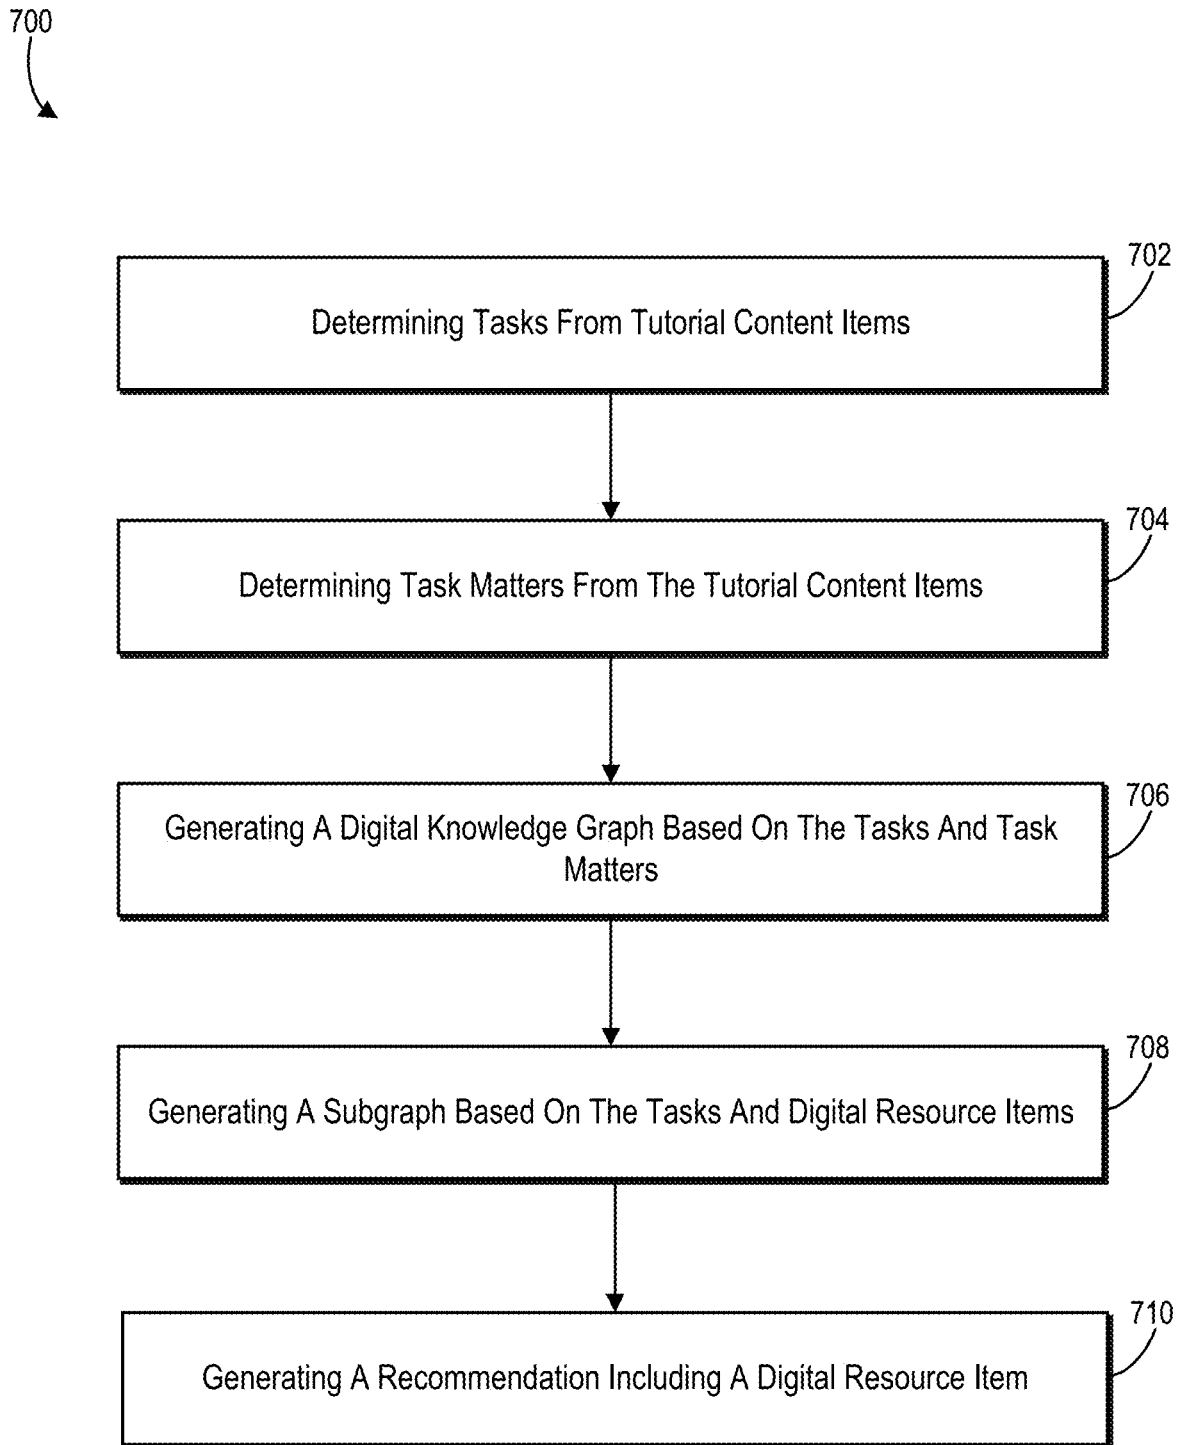 700
702
Determining Tasks From Tutorial Content Items
704
Determining Task Matters From The Tutorial Content Items
706
Generating A Digital Knowledge Graph Based On The Tasks And Task
Matters
708
Generating A Subgraph Based On The Tasks And Digital Resource Items
710
Generating A Recommendation Including A Digital Resource Item